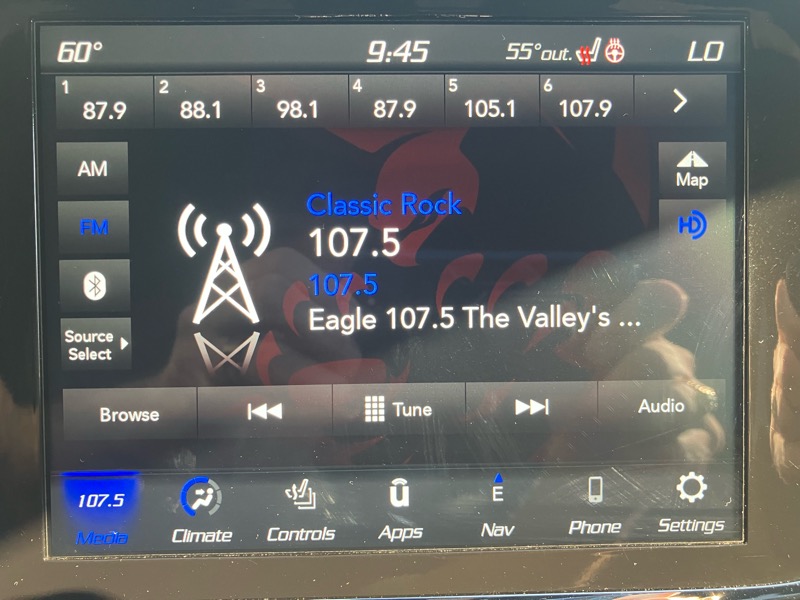 60° 9:45 55°out. LO
1 87.9 2 88.1 3 98.1 4 87.9 5 105.1 6 107.9
AM
FM
Source
Select
Classic Rock
107.5
107.5
Eagle 107.5 The Valley's ...
Map
HD
Browse Tune Audio
107.5 E
Media Climate Controls Apps Nav Phone Settings